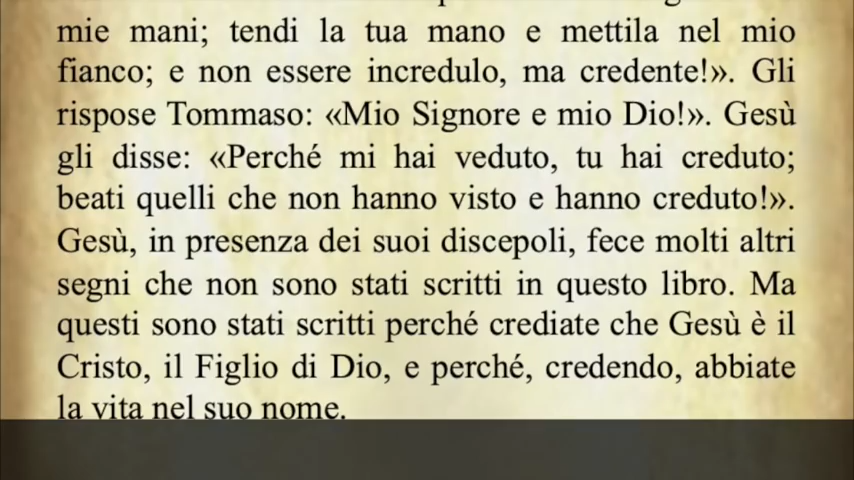 mie mani; tendi la tua mano e mettila nel mio
fianco; e non essere incredulo, ma credente!». Gli
rispose Tommaso: «Mio Signore e mio Dio!». Gesù
gli disse: «Perché mi hai veduto, tu hai creduto;
beati quelli che non hanno visto e hanno creduto!».
Gesù, in presenza dei suoi discepoli, fece molti altri
segni che non sono stati scritti in questo libro. Ma
questi sono stati scritti perché crediate che Gesù è il
Cristo, il Figlio di Dio, e perché, credendo, abbiate
la vita nel suo nome.